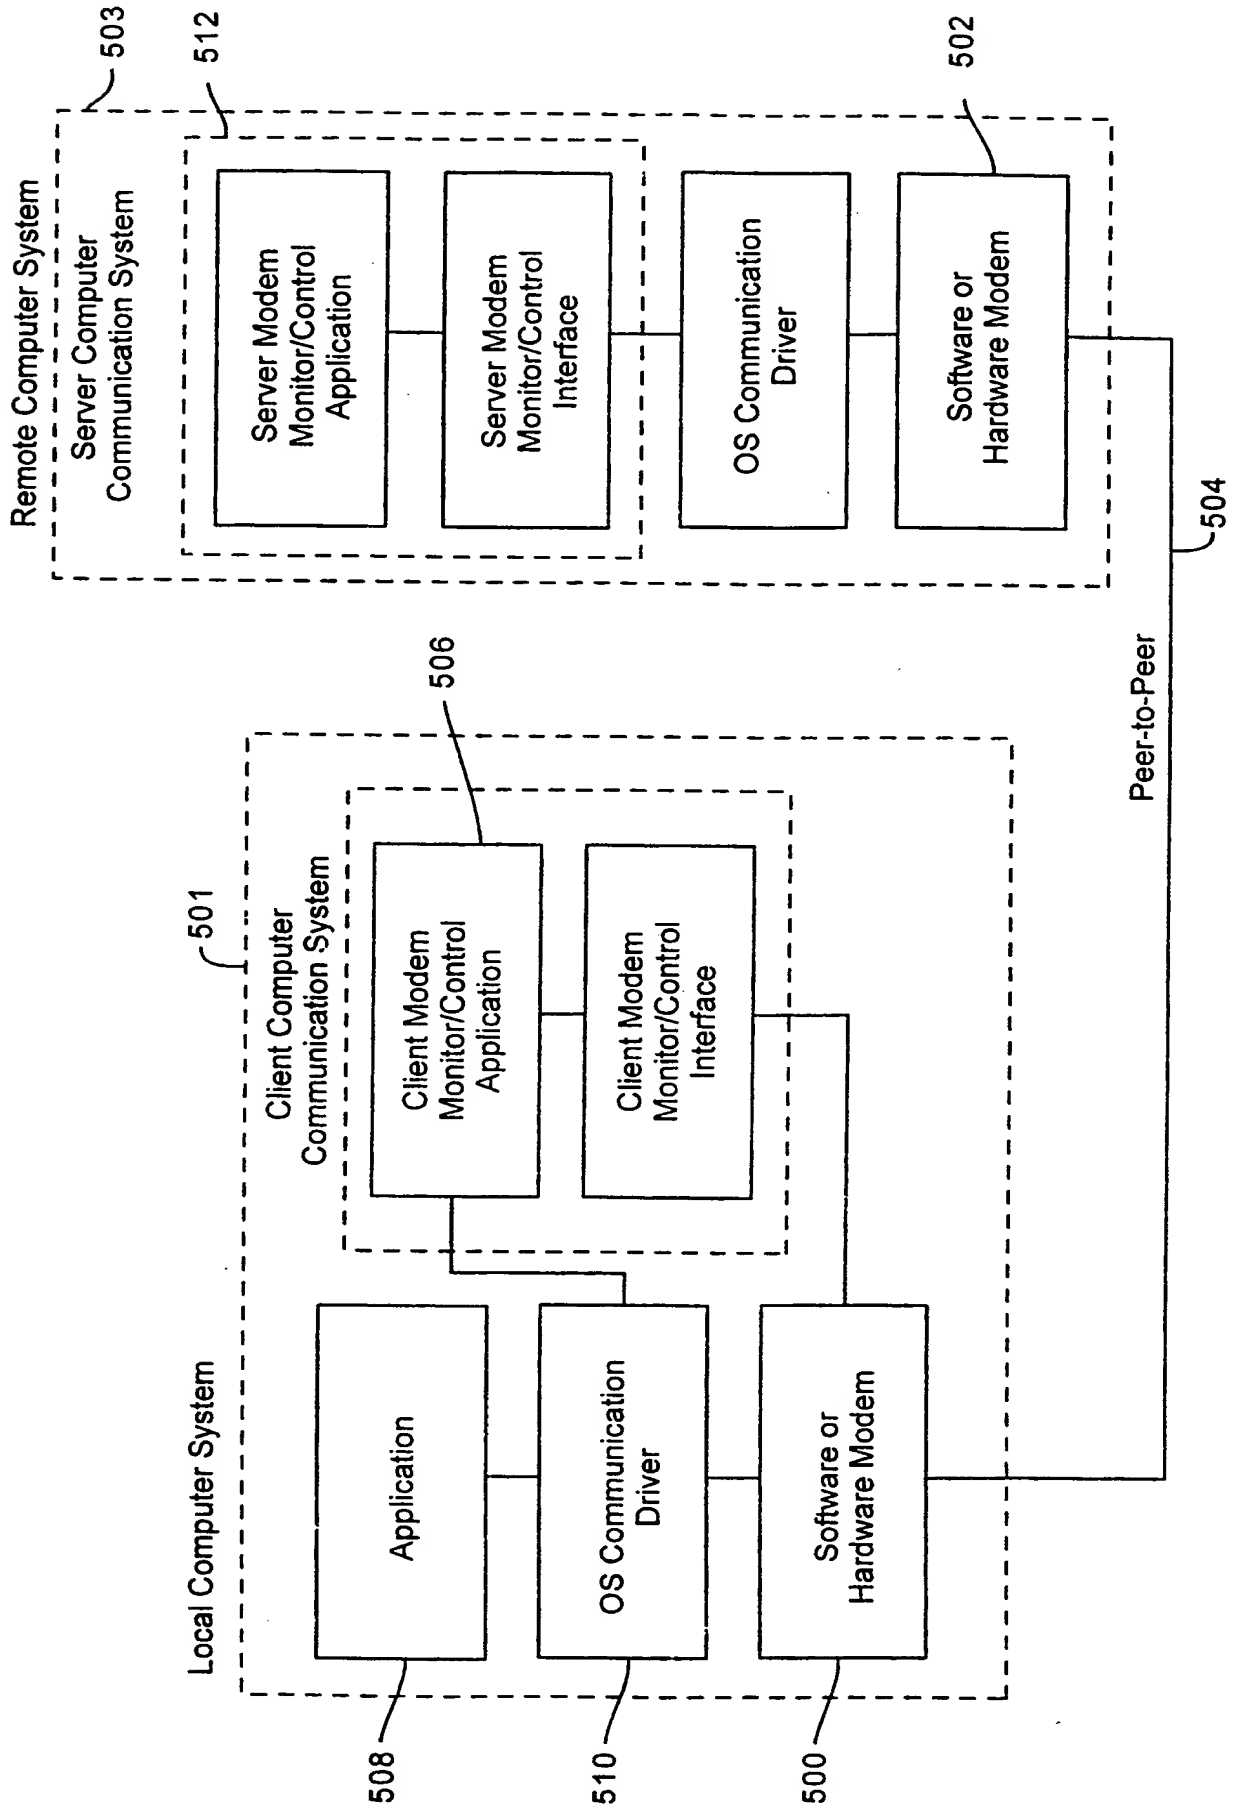 Local Computer System
501
Client Computer
Communication System
Application
508
OS Communication
Driver
510
Software or
Hardware Modem
500
Client Modem
Monitor/Control
Application
506
Client Modem
Monitor/Control
Interface
Remote Computer System
503
Server Computer
Communication System
512
Server Modem
Monitor/Control
Application
Server Modem
Monitor/Control
Interface
OS Communication
Driver
Software or
Hardware Modem
502
Peer-to-Peer
504